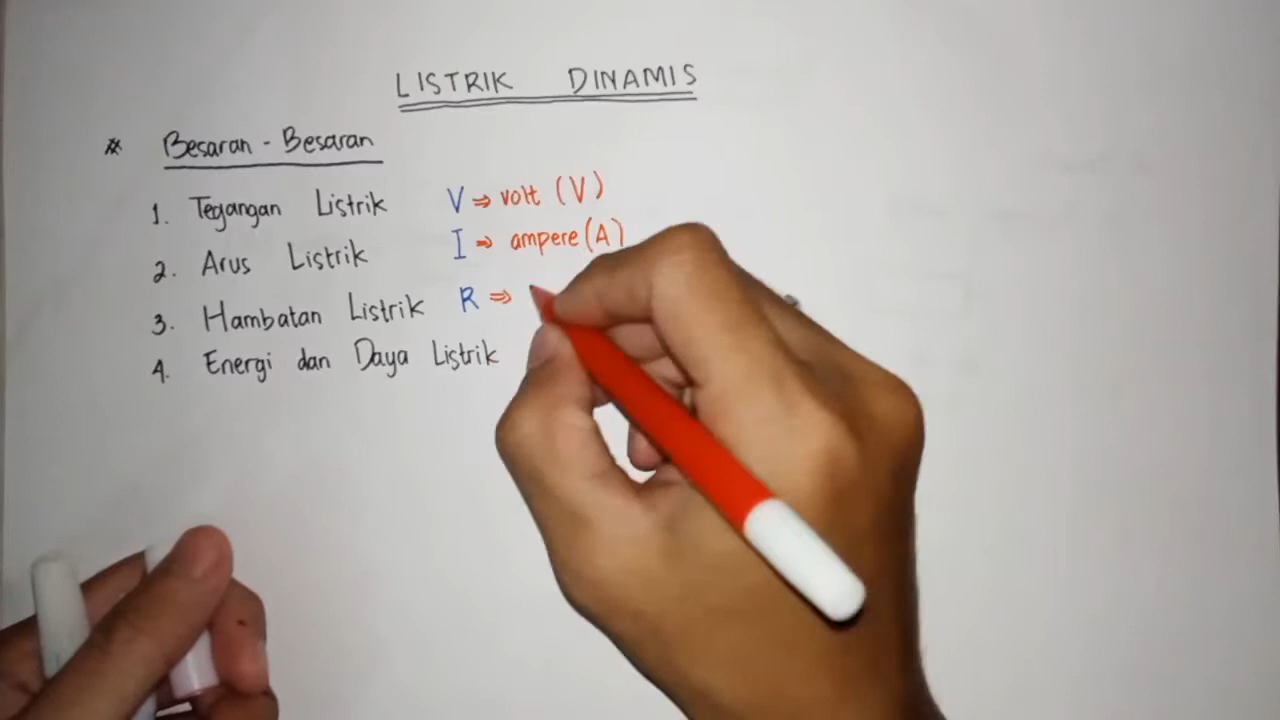 LISTRIK DINAMIS
* Besaran - Besaran
1. Tegangan Listrik V ⇒ volt (V)
2. Arus Listrik I ⇒ ampere (A)
3. Hambatan Listrik R ⇒
4. Energi dan Daya Listrik